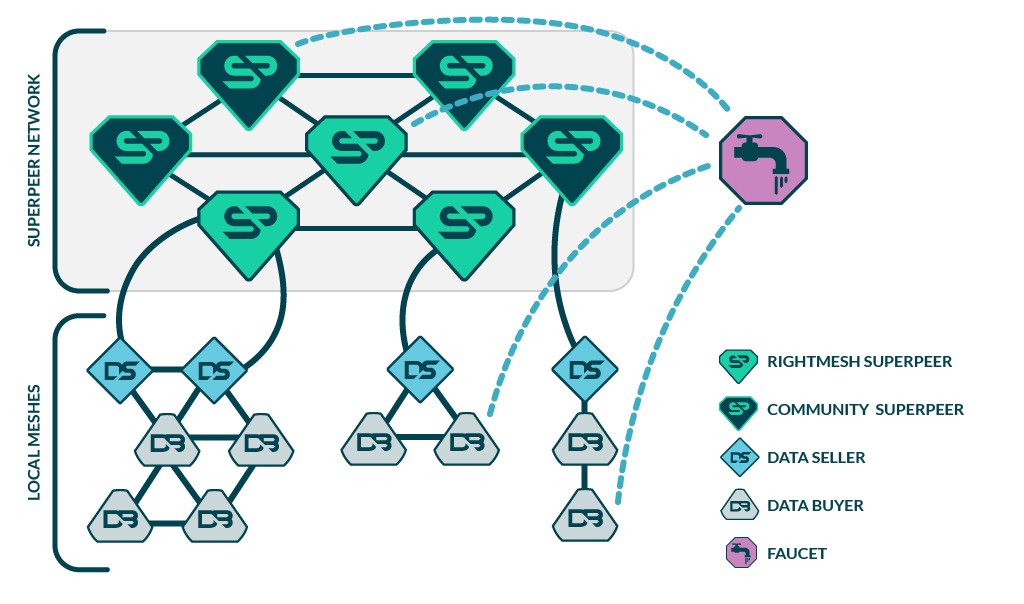 SUPERPEER NETWORK
SP
SP
SP
SP
SP
SP
SP
LOCAL MESHES
DS
DS
DS
DS
DB
DB
DB
DB
DB
DB
DB
DB
SP RIGHTMESH SUPERPEER
SP COMMUNITY SUPERPEER
DS DATA SELLER
DB DATA BUYER
FAUCET